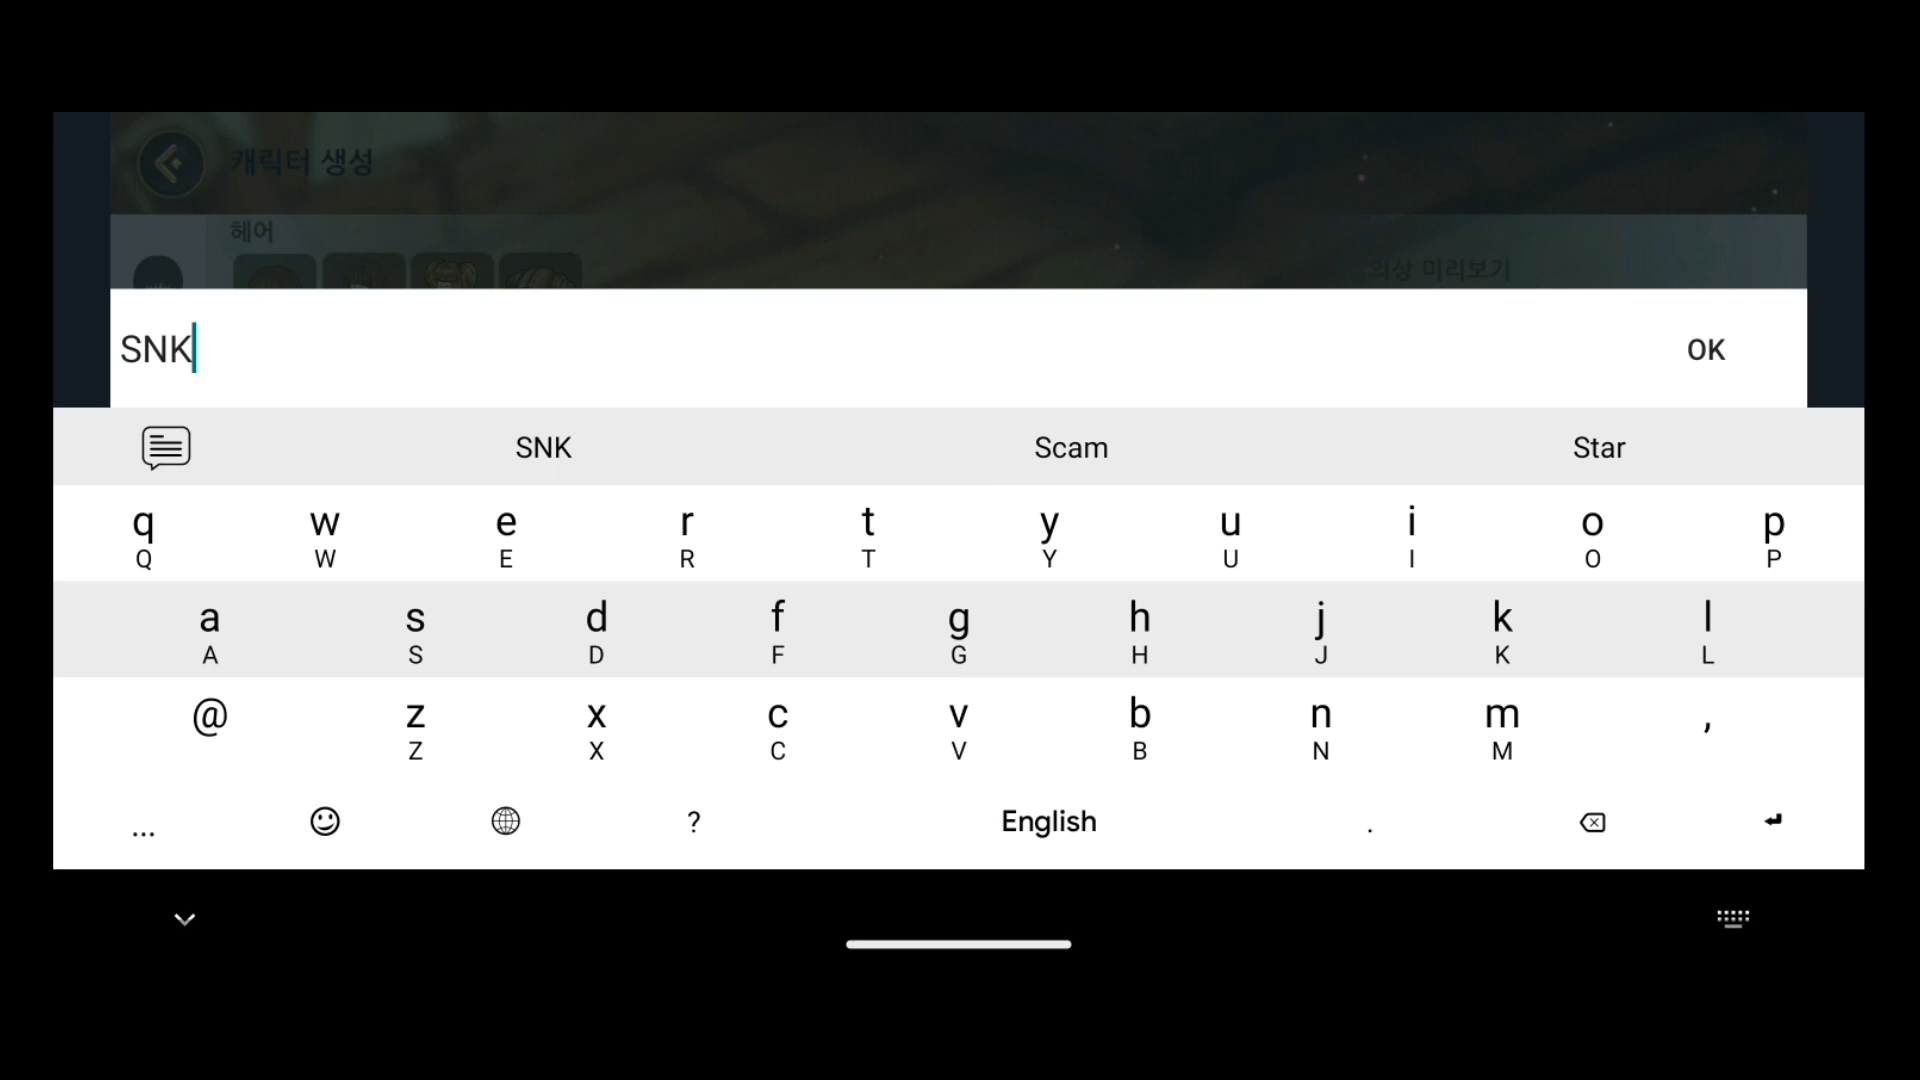 캐릭터 생성
헤어
의상 미리보기
SNK OK
SNK Scam Star
q w e r t y u i o p
Q W E R T Y U I O P
a s d f g h j k l
A S D F G H J K L
@ z x c v b n m ,
Z X C V B N M
... ? English .